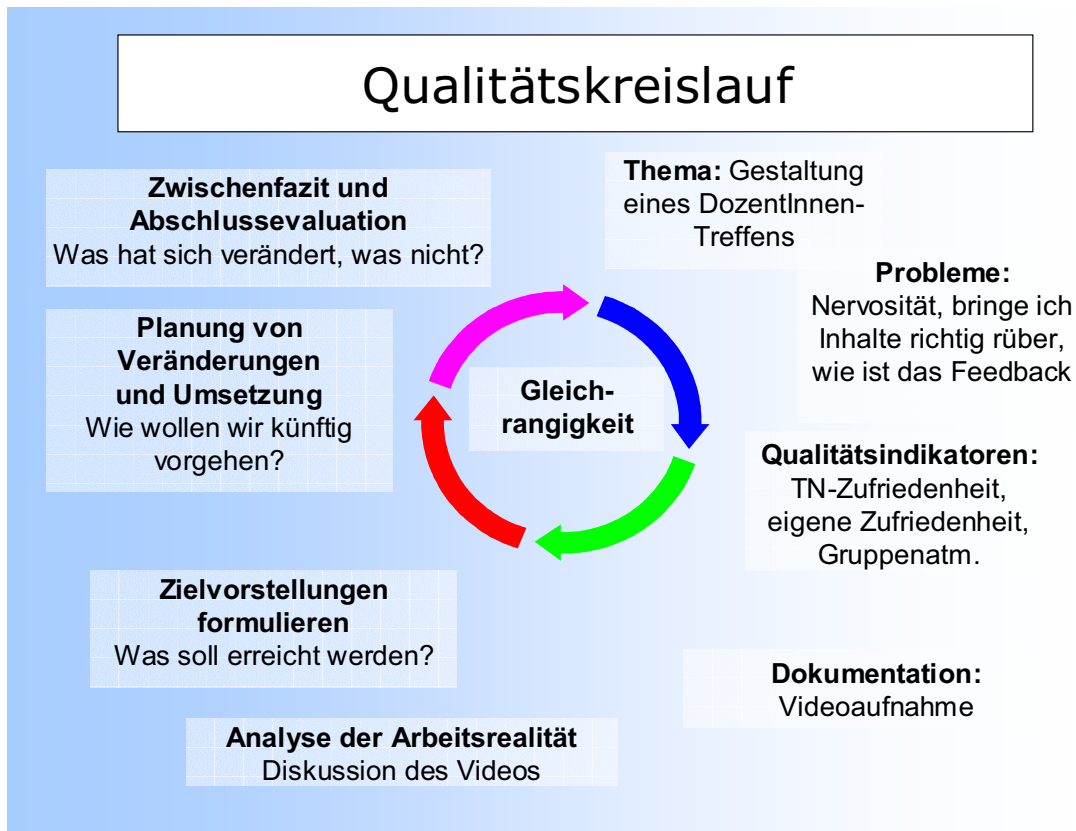 Qualitätskreislauf
Thema: Gestaltung
eines DozentInnen-
Treffens
Probleme:
Nervosität, bringe ich
Inhalte richtig rüber,
wie ist das Feedback
Qualitätsindikatoren:
TN-Zufriedenheit,
eigene Zufriedenheit,
Gruppenatm.
Dokumentation:
Videoaufnahme
Analyse der Arbeitsrealität
Diskussion des Videos
Zielvorstellungen
formulieren
Was soll erreicht werden?
Planung von
Veränderungen
und Umsetzung
Wie wollen wir künftig
vorgehen?
Zwischenfazit und
Abschlussevaluation
Was hat sich verändert, was nicht?
Gleich-
rangigkeit